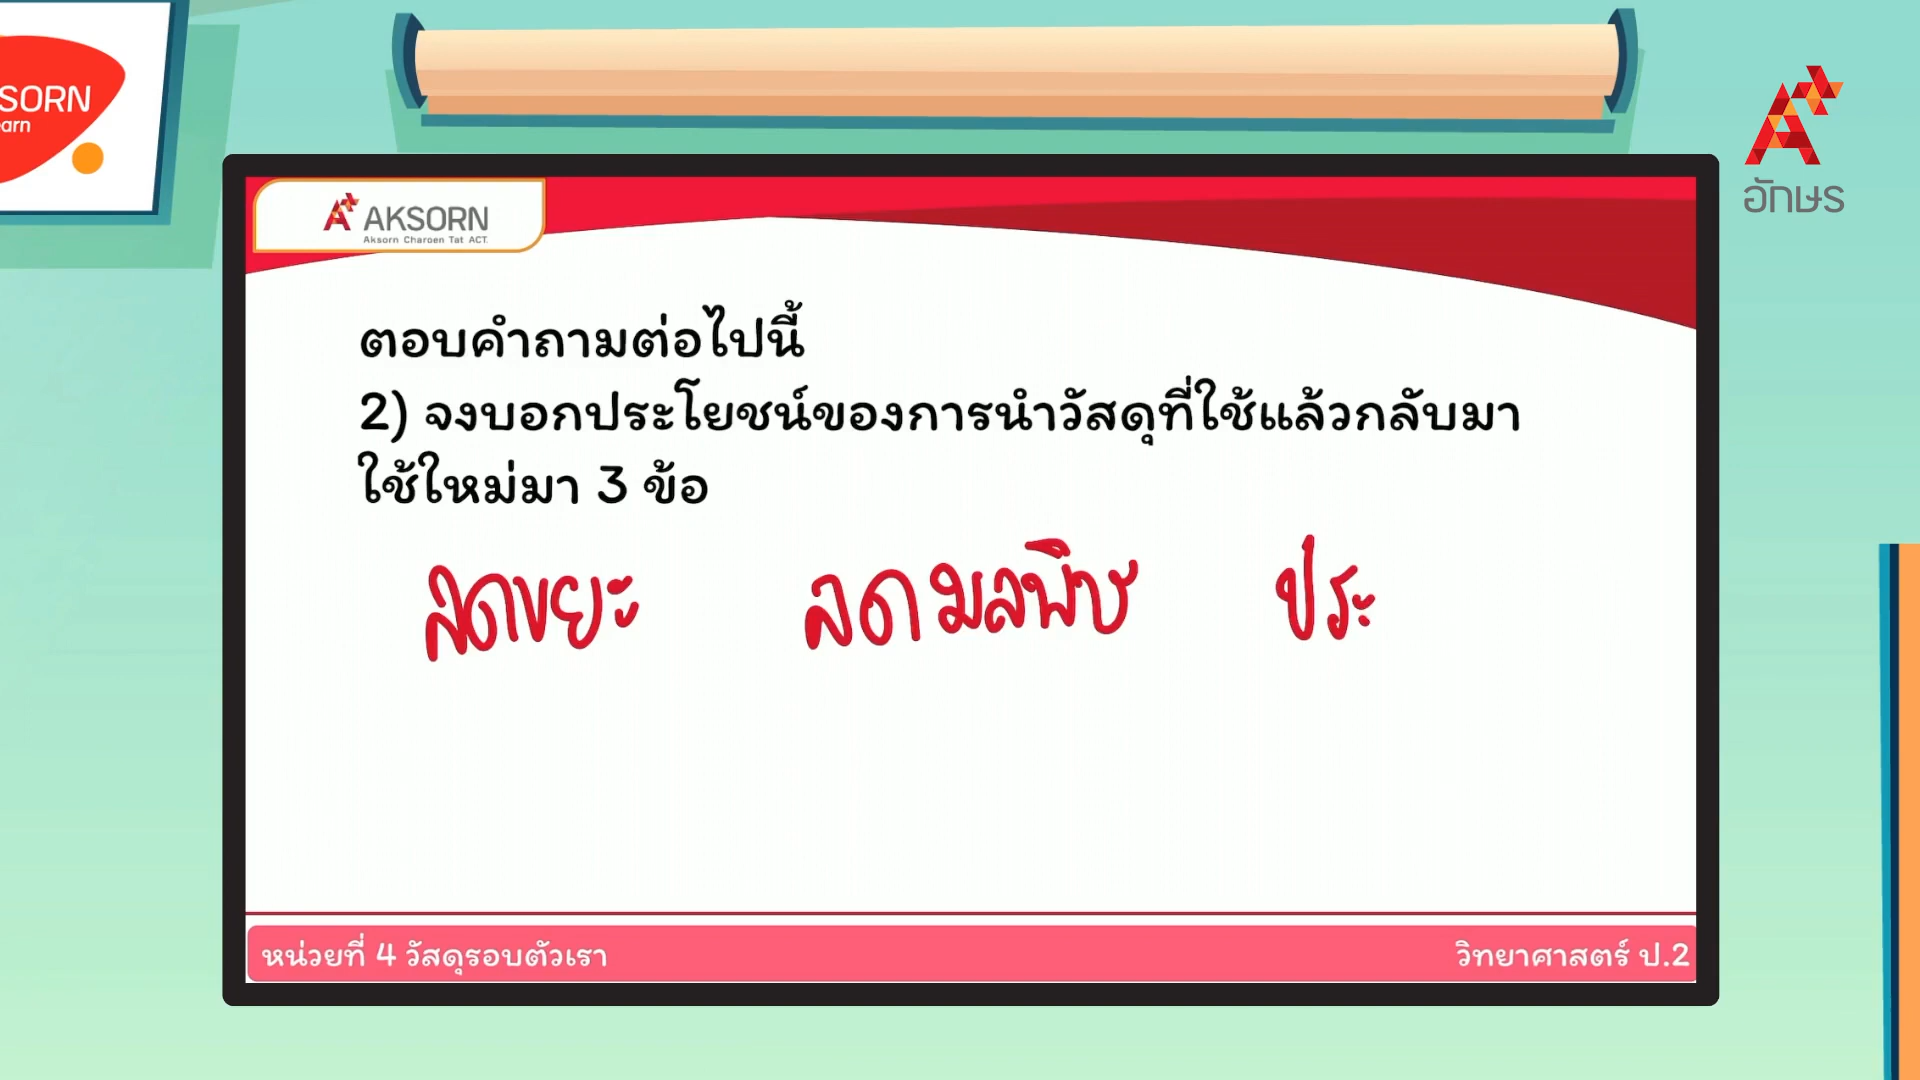 SORN
arn
อักษร
AKSORN
Aksorn Charoen Tat ACT.
ตอบคำถามต่อไปนี้
2) จงบอกประโยชน์ของการนำวัสดุที่ใช้แล้วกลับมา
ใช้ใหม่มา 3 ข้อ
ลดขยะ ลดมลพิษ ประ
หน่วยที่ 4 วัสดุรอบตัวเรา
วิทยาศาสตร์ ป.2